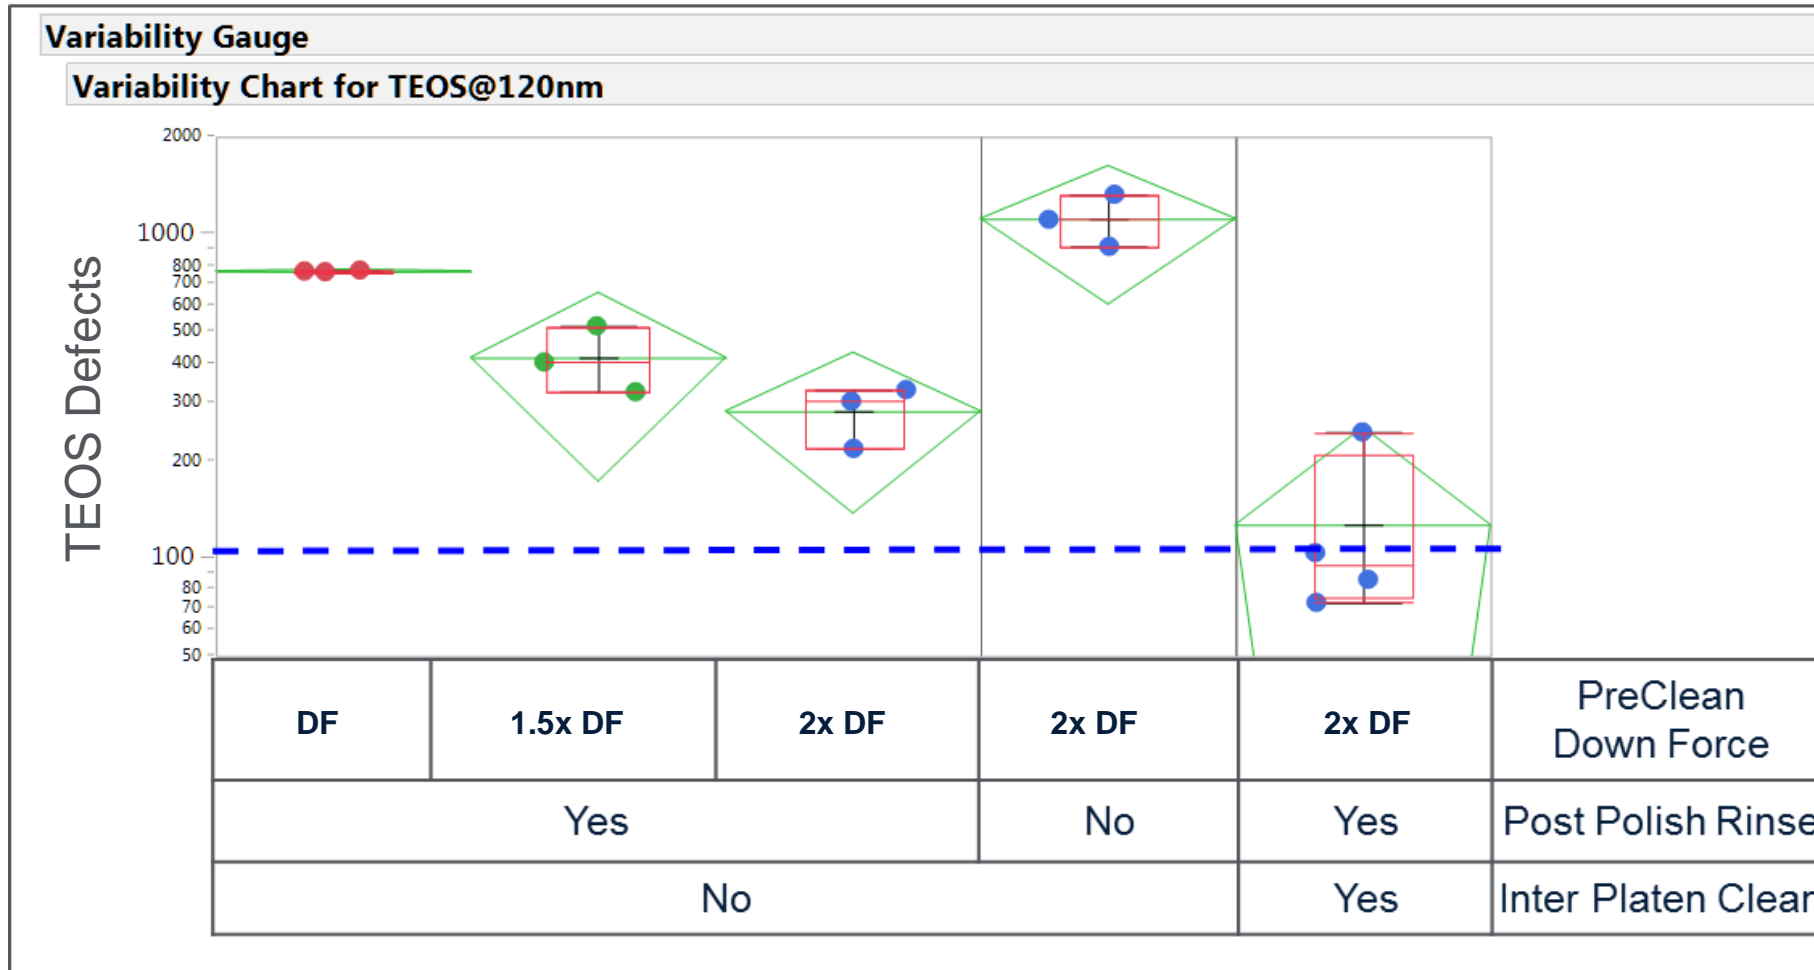 Variability Gauge
Variability Chart for TEOS@120nm
TEOS Defects
2000
1000
800
700
600
500
400
300
200
100
80
70
60
50
DF 1.5x DF 2x DF 2x DF 2x DF PreClean
Down Force
Yes No Yes Post Polish Rinse
No Yes Inter Platen Clean